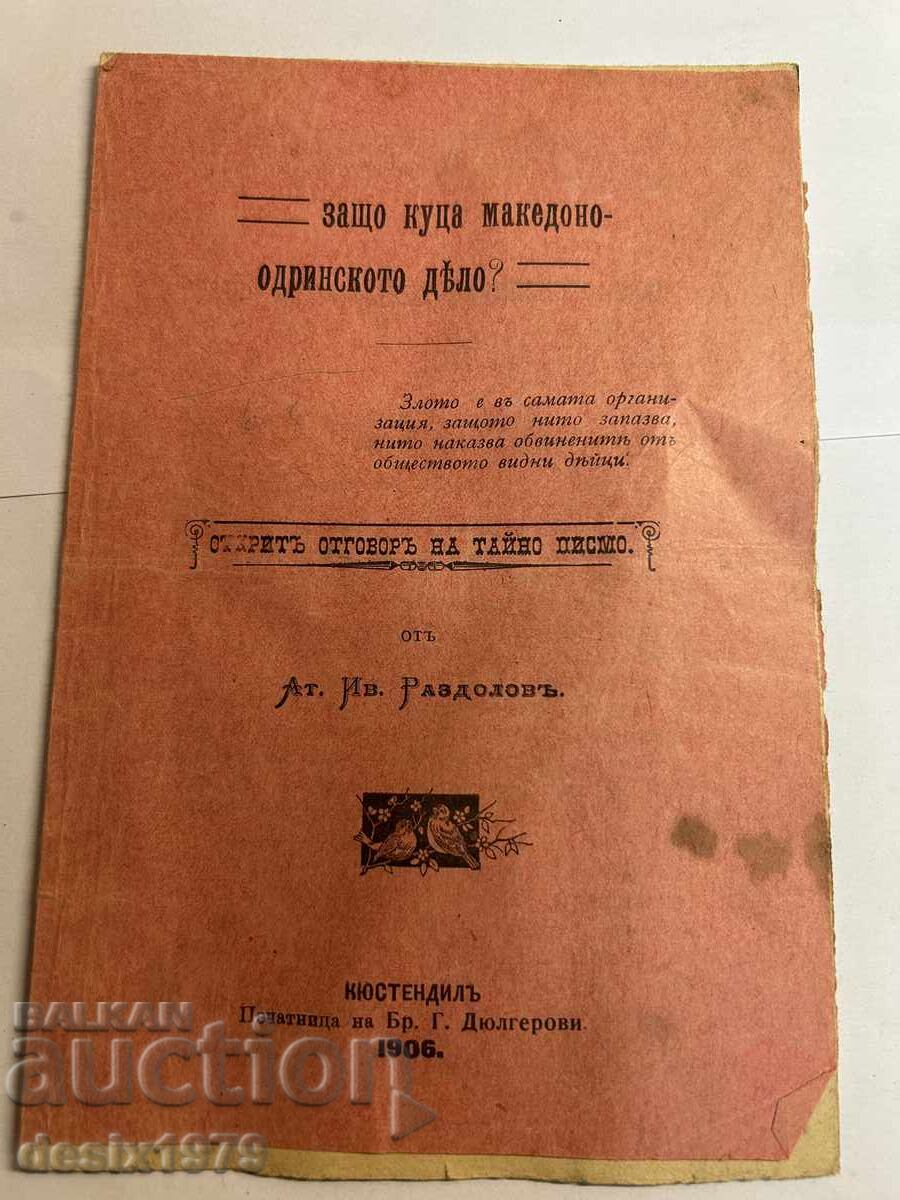 защо куца македоно-
одринското дѣло?
Злото е въ самата органи-
зация, защото нито запазва,
нито наказва обвиненитѣ отъ
обществото видни дѣйци.
Открить отговоръ на тайно писмо.
отъ
Ат. Ив. Раздоловъ.
КЮСТЕНДИЛЪ
Печатница на Бр. Г. Дюлгерови.
1906.
BALKAN
auction
desix1979